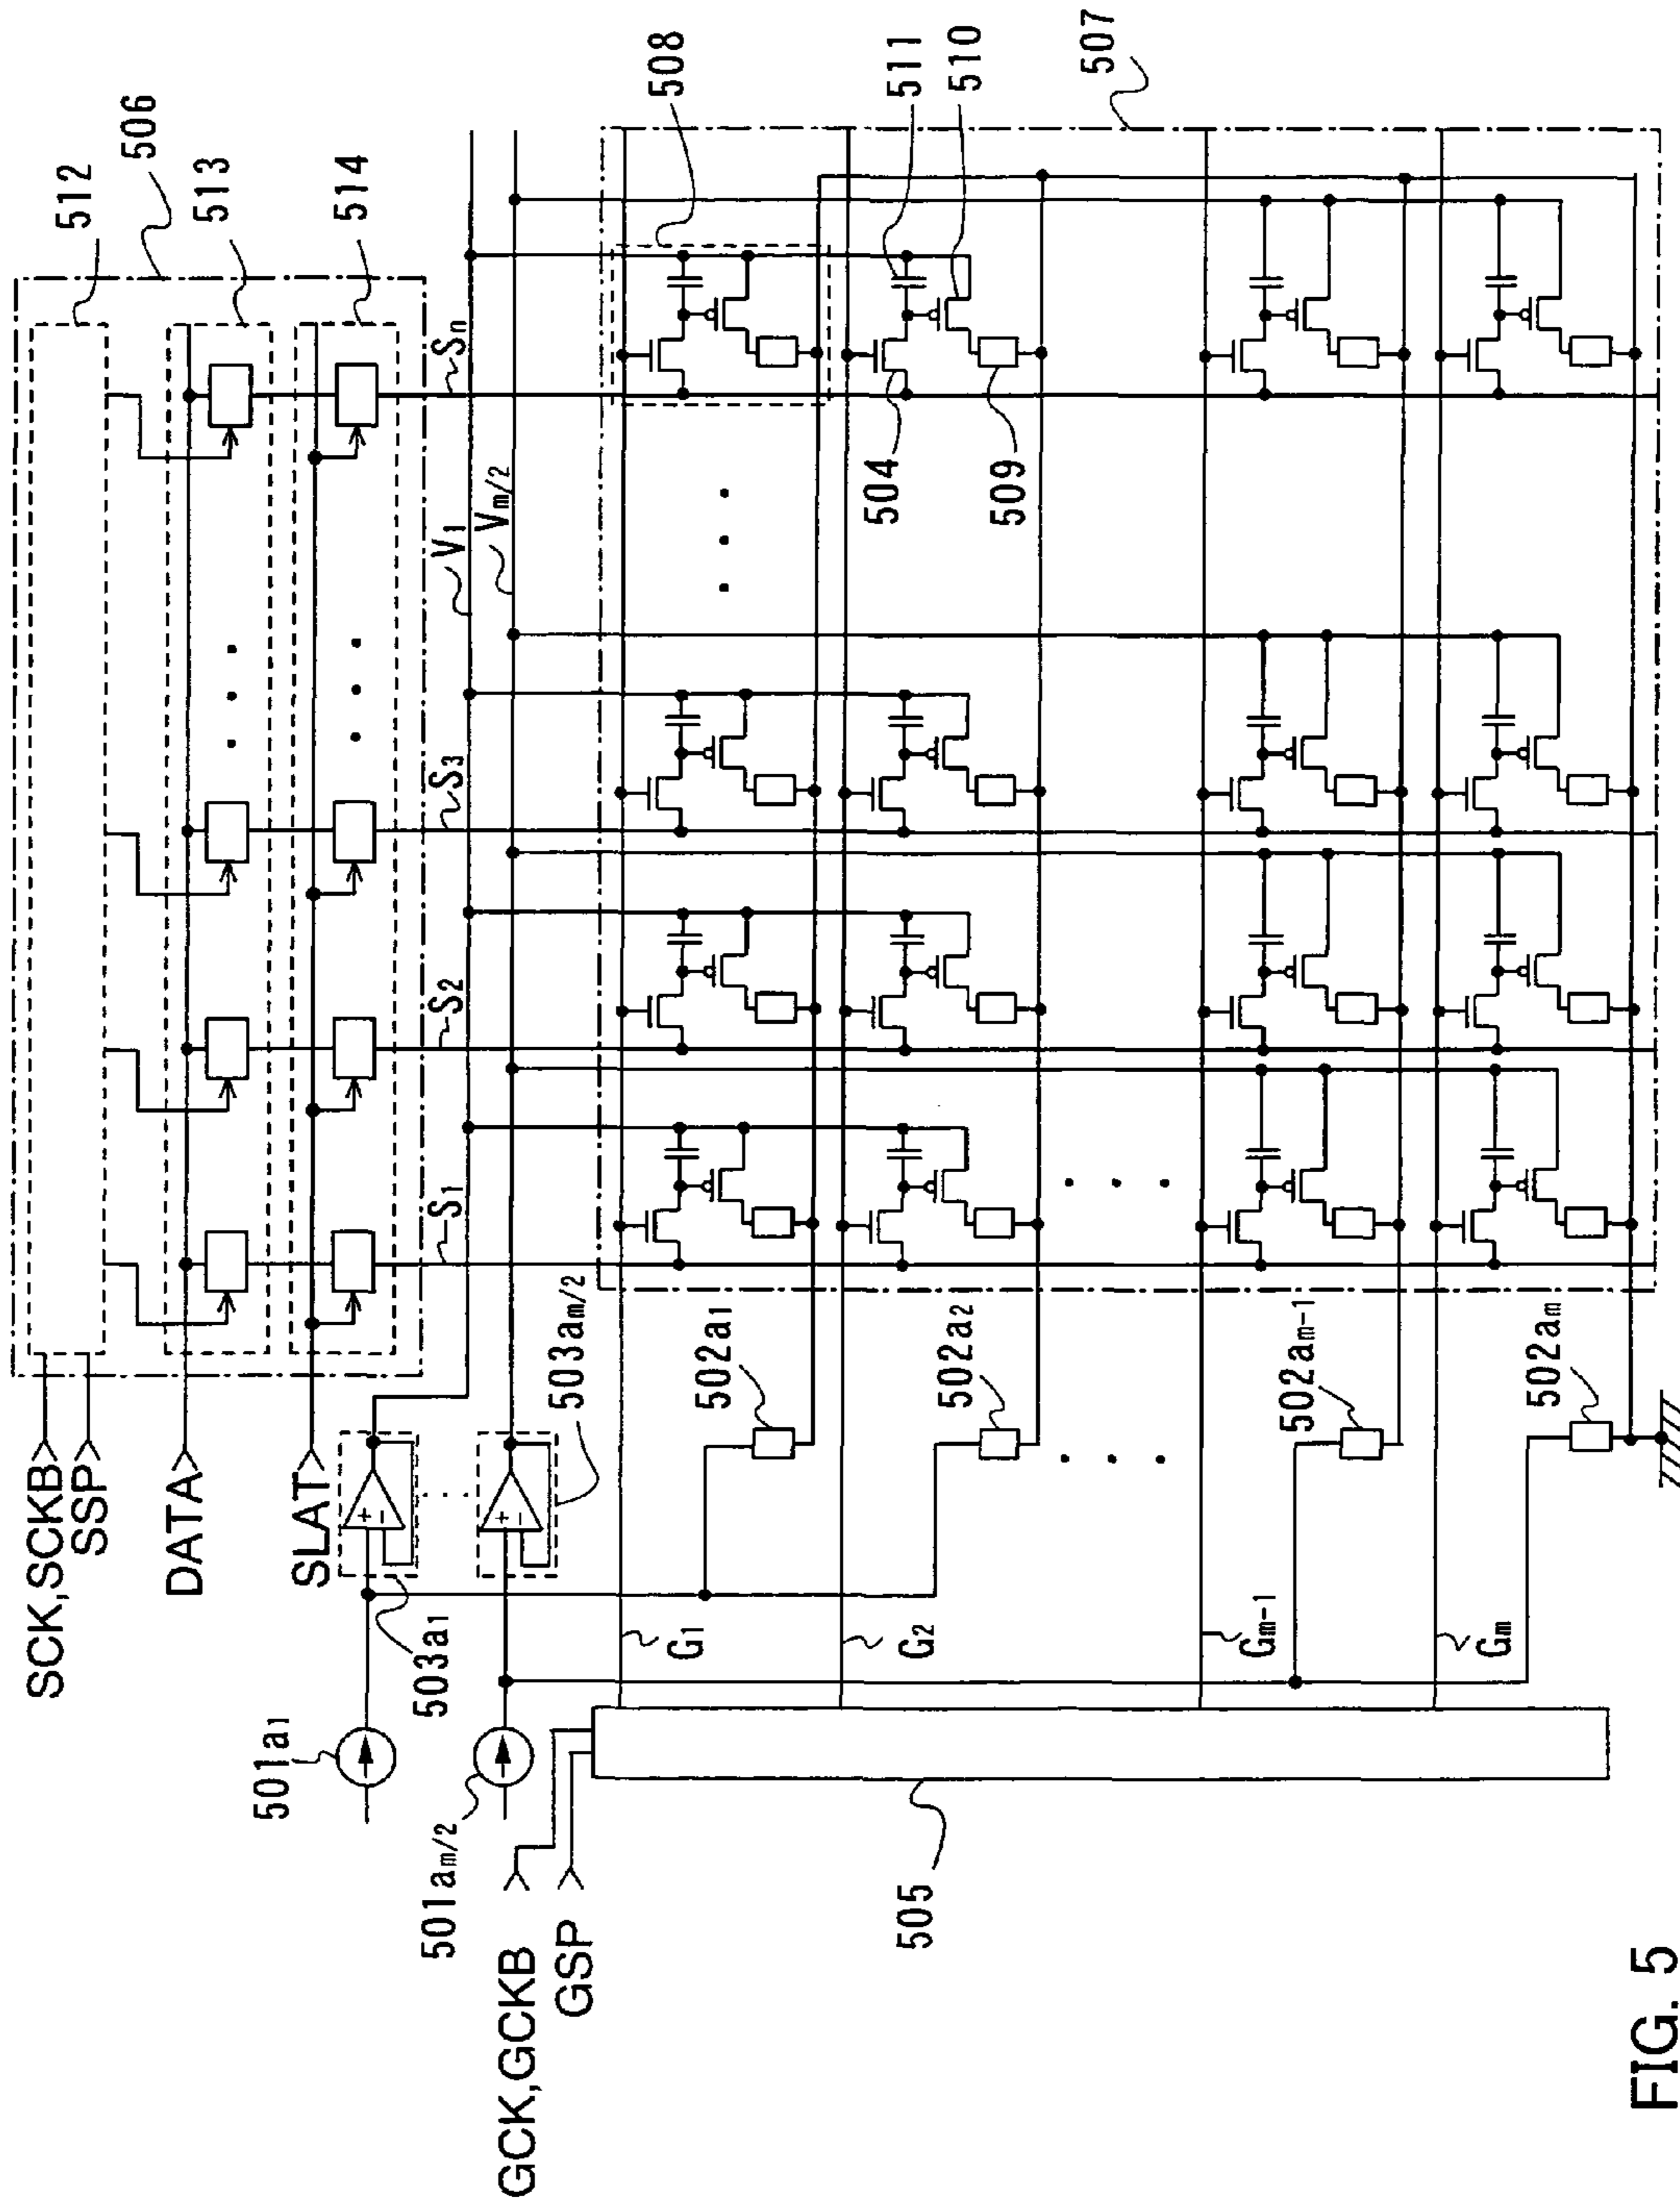 512
506
513
514
SCK,SCKB
SSP
DATA
SLAT
S1
S2
S3
Sn
V1
Vm/2
508
511
510
507
504
509
501a1
503a1
501am/2
503am/2
GCK,GCKB
GSP
G1
G2
Gm-1
Gm
502a1
502a2
502am-1
502am
505
+
−
+
−
FIG. 5